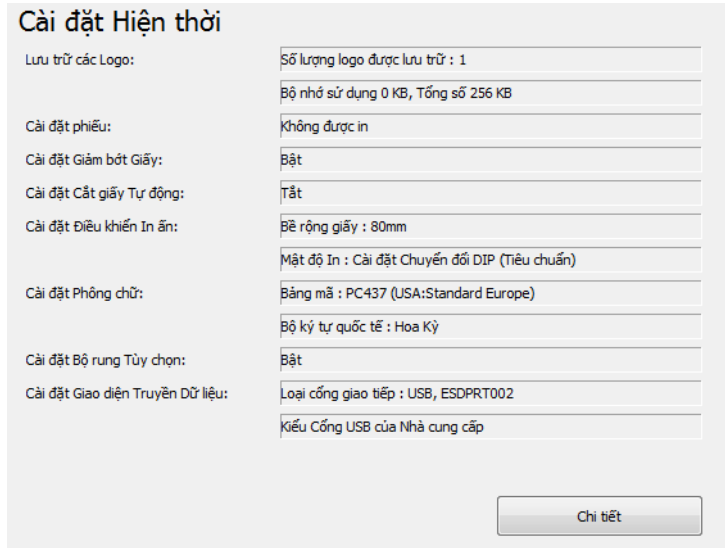 Cài đặt Hiện thời
Lưu trữ các Logo: Số lượng logo được lưu trữ : 1
Bộ nhớ sử dụng 0 KB, Tổng số 256 KB
Cài đặt phiếu: Không được in
Cài đặt Giảm bớt Giấy: Bật
Cài đặt Cắt giấy Tự động: Tắt
Cài đặt Điều khiển In ấn: Bề rộng giấy : 80mm
Mật độ In : Cài đặt Chuyển đổi DIP (Tiêu chuẩn)
Cài đặt Phông chữ: Bảng mã : PC437 (USA:Standard Europe)
Bộ ký tự quốc tế : Hoa Kỳ
Cài đặt Bộ rung Tùy chọn: Bật
Cài đặt Giao diện Truyền Dữ liệu: Loại cổng giao tiếp : USB, ESDPRT002
Kiểu Cổng USB của Nhà cung cấp
Chi tiết